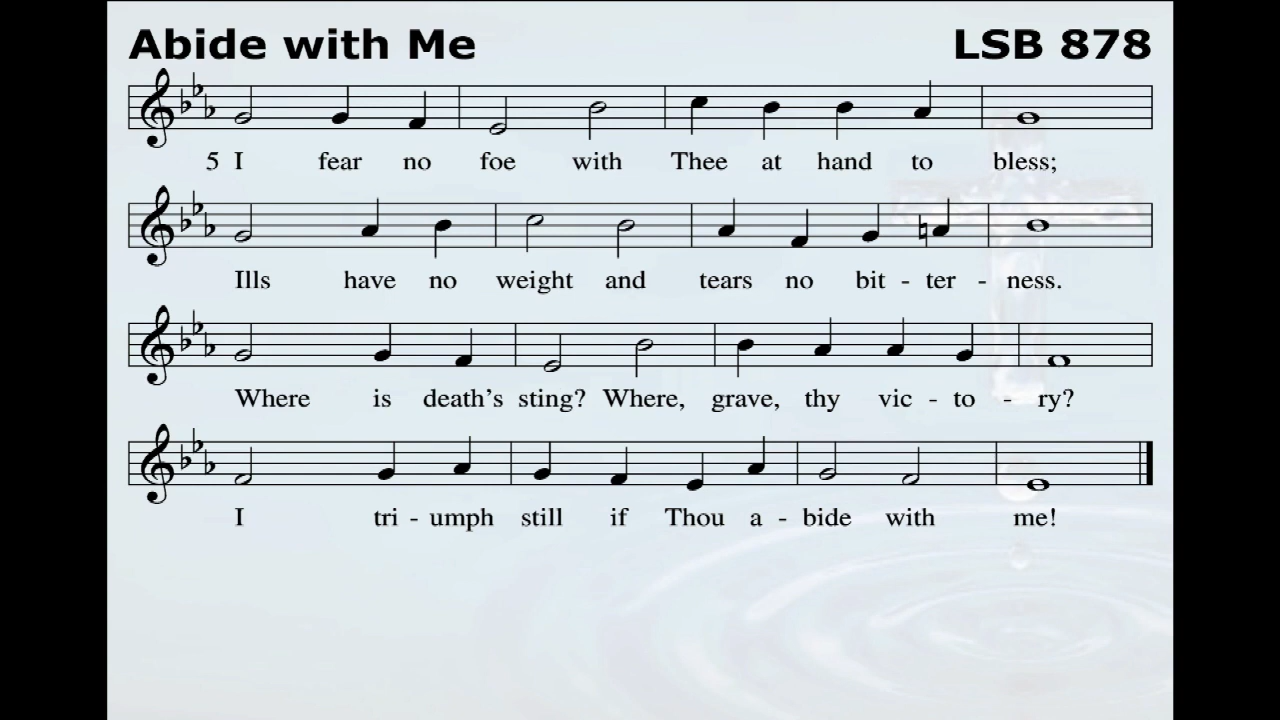 Abide with Me LSB 878
5 I fear no foe with Thee at hand to bless;
Ills have no weight and tears no bit - ter - ness.
Where is death's sting? Where, grave, thy vic - to - ry?
I tri - umph still if Thou a - bide with me!